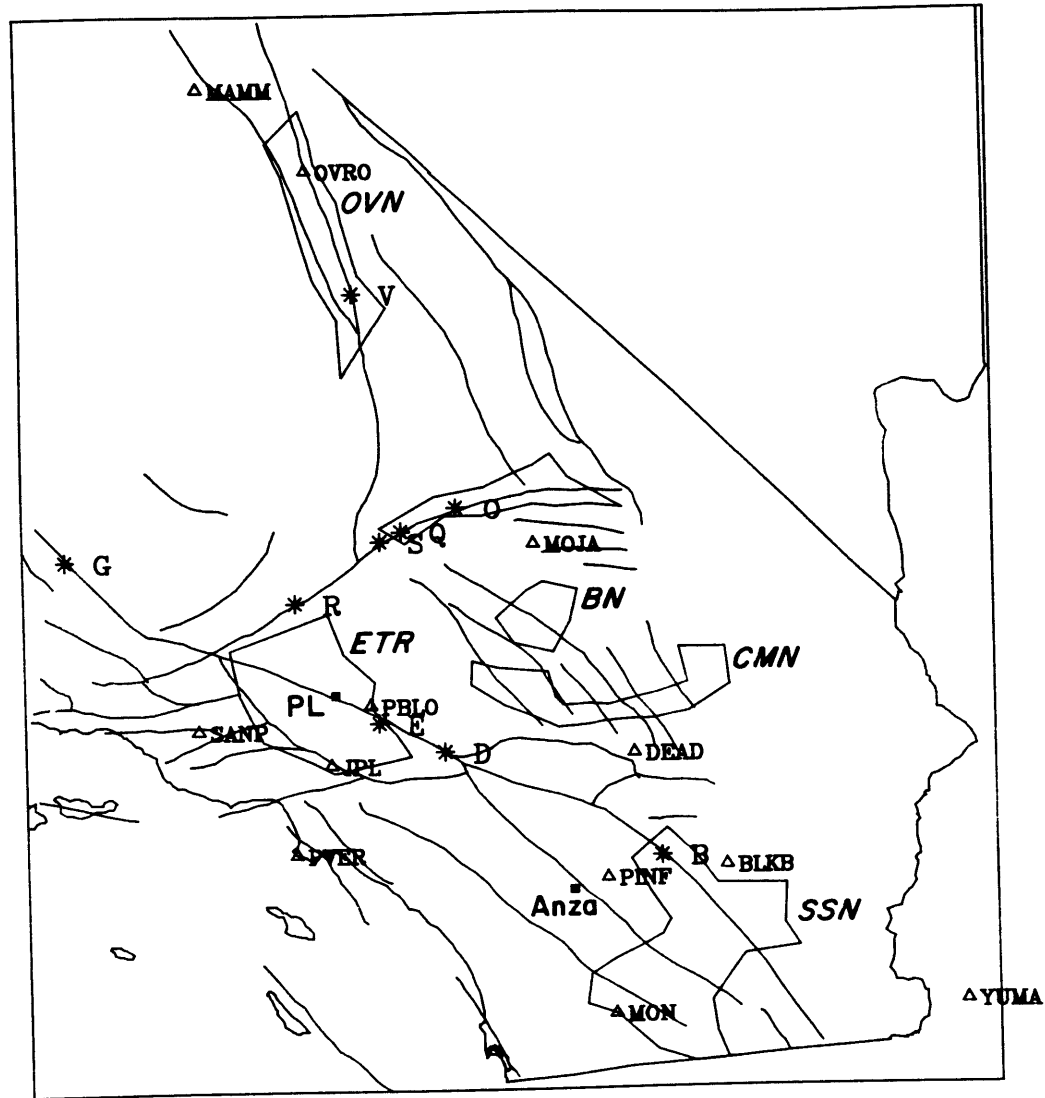 MAMM
OVRO
OVN
V
O
Q
S
MOJA
G
BN
R
ETR
CMN
PL
PBLO
E
SANP
D
DEAD
JPL
B
PVER
BLKB
PINF
Anza
SSN
YUMA
MON